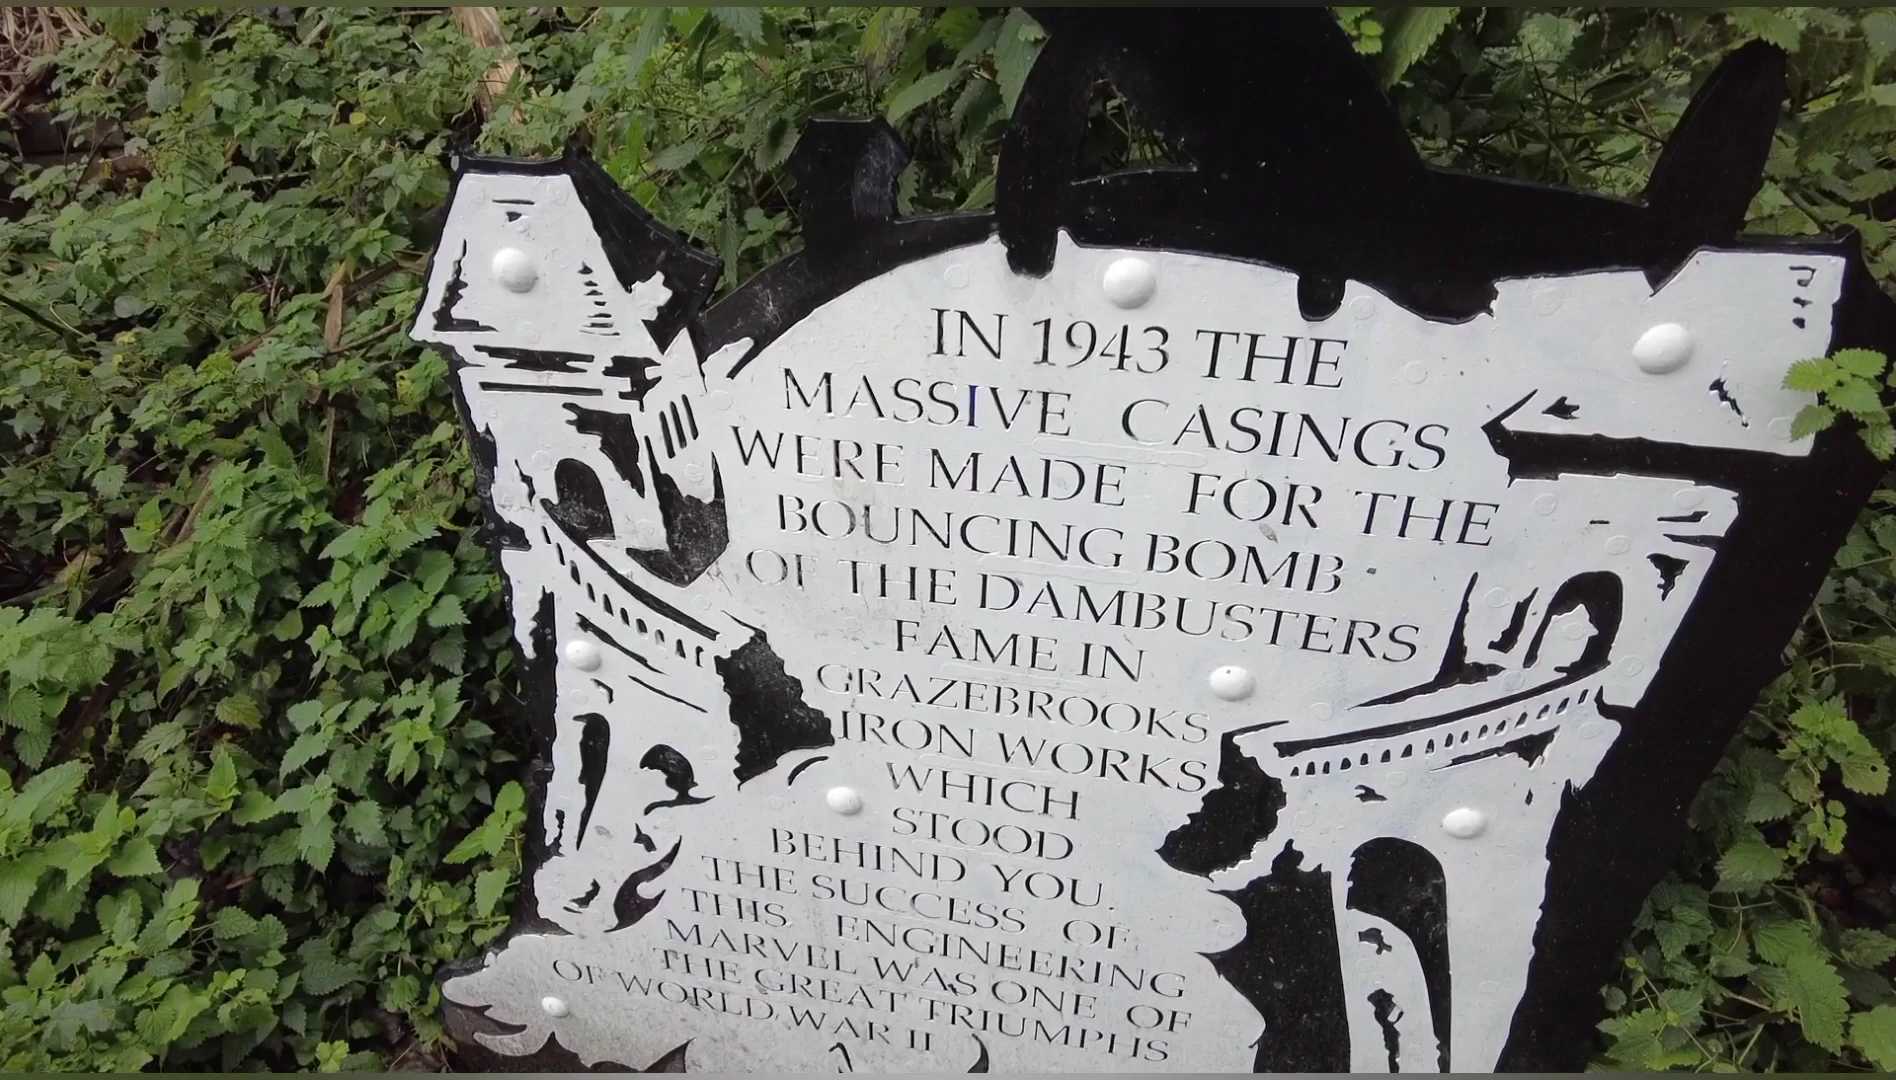 IN 1943 THE
MASSIVE CASINGS
WERE MADE FOR THE
BOUNCING BOMB
OF THE DAMBUSTERS
FAME IN
GRAZEBROOKS
IRON WORKS
WHICH
STOOD
BEHIND YOU.
THE SUCCESS OF
THIS ENGINEERING
MARVEL WAS ONE OF
THE GREAT TRIUMPHS
OF WORLD WAR II